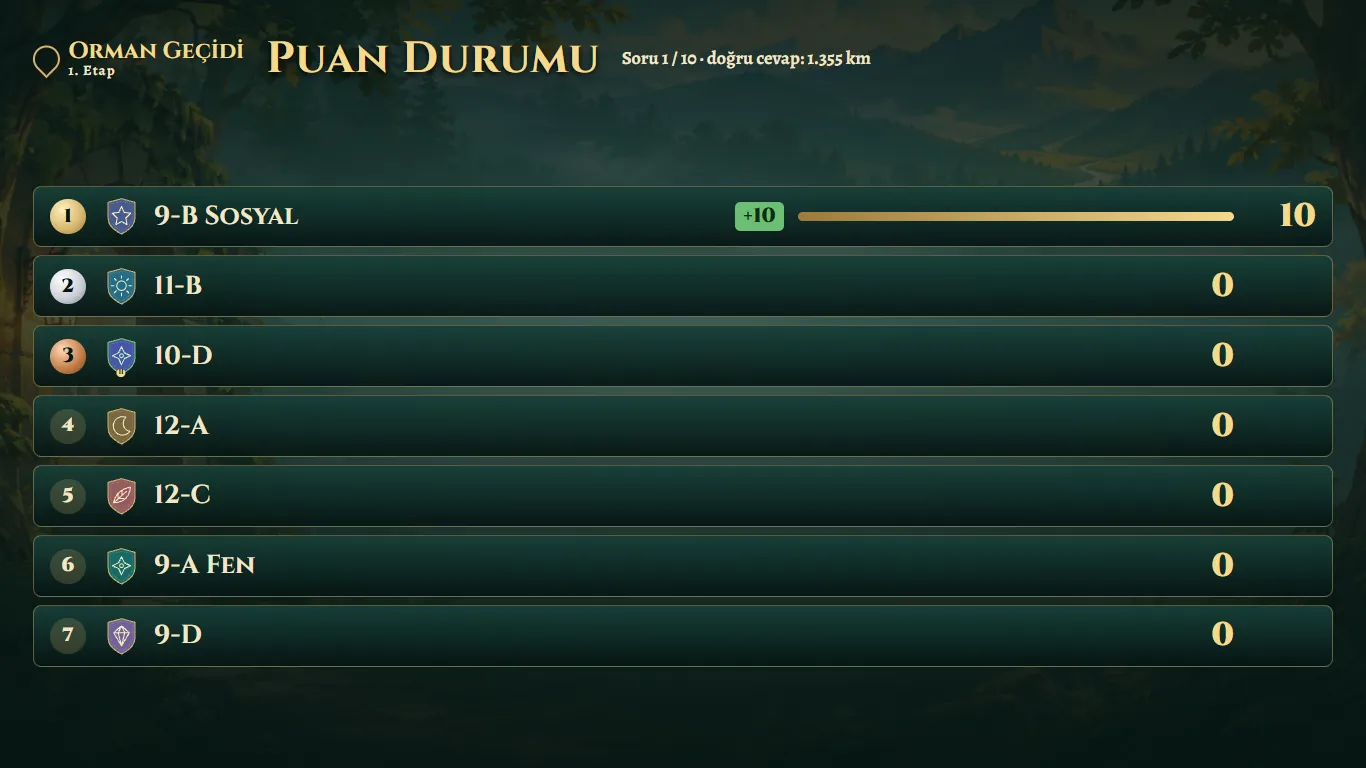 Orman Geçidi
1. Etap
Puan Durumu
Soru 1 / 10 · doğru cevap: 1.355 km
1 9-B Sosyal +10 10
2 11-B 0
3 10-D 0
4 12-A 0
5 12-C 0
6 9-A Fen 0
7 9-D 0